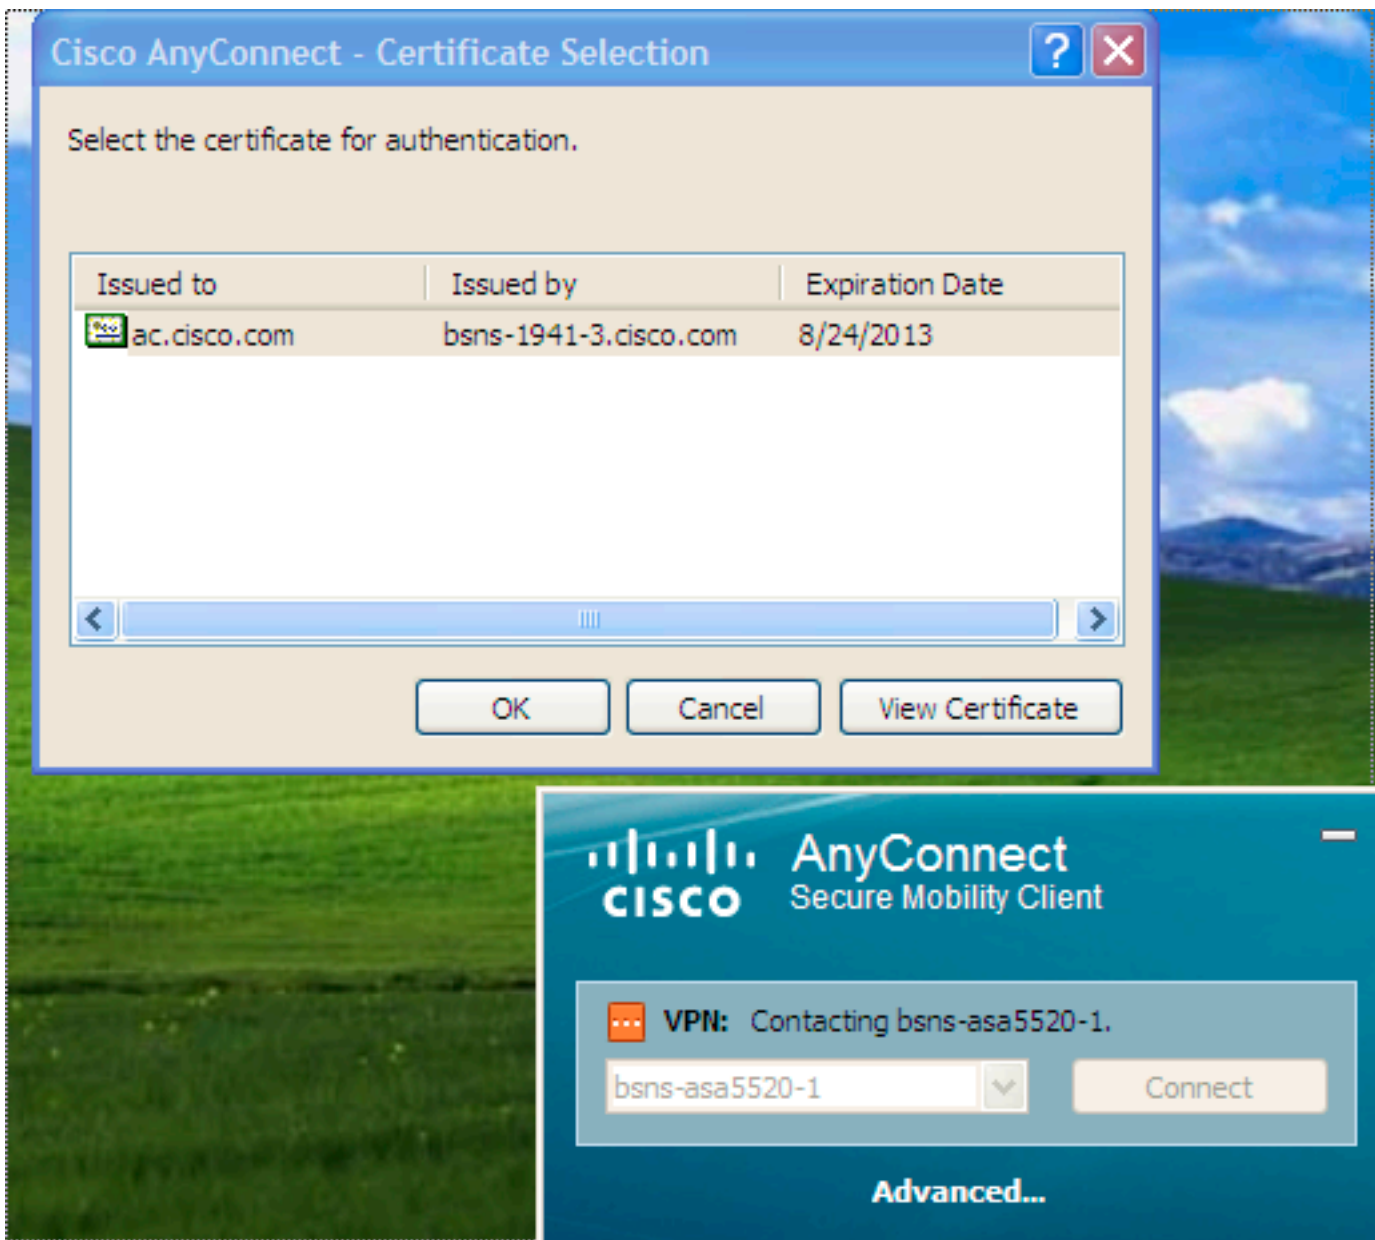 Cisco AnyConnect - Certificate Selection
Select the certificate for authentication.
Issued to Issued by Expiration Date
ac.cisco.com bsns-1941-3.cisco.com 8/24/2013
OK Cancel View Certificate
CISCO
AnyConnect
Secure Mobility Client
VPN: Contacting bsns-asa5520-1.
bsns-asa5520-1 Connect
Advanced...